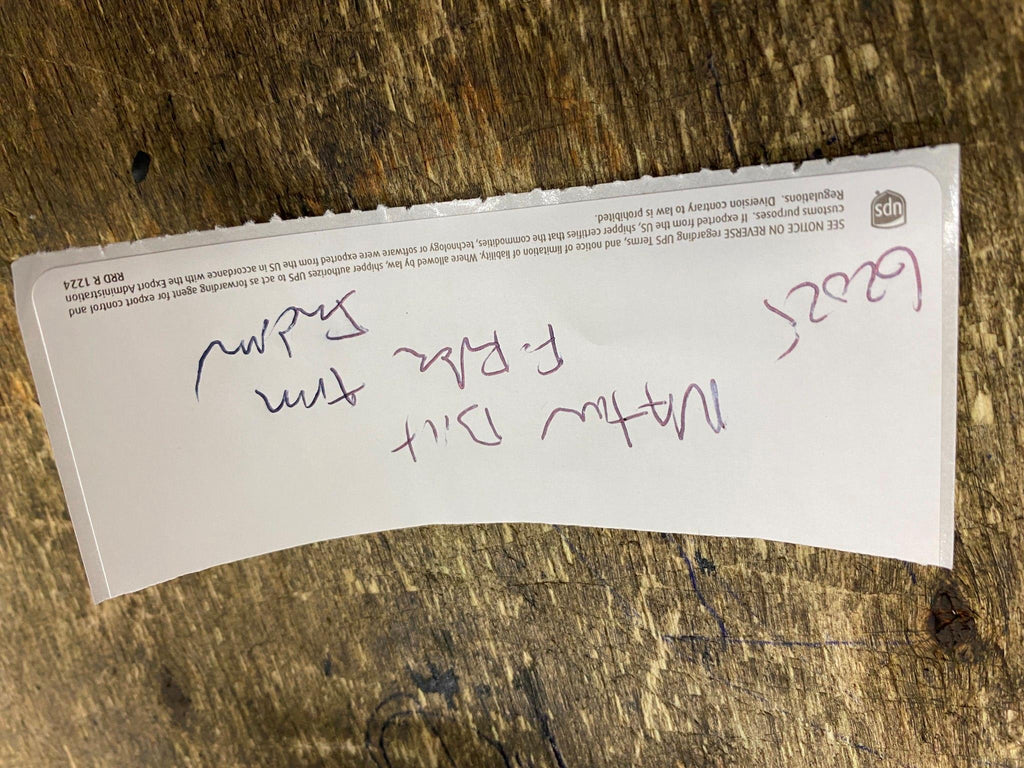 Bilt
62025
SEE NOTICE ON REVERSE regarding UPS Terms, and notice of limitation of liability. Where allowed by law, shipper authorizes UPS to act as forwarding agent for export control and
customs purposes. If exported from the US, shipper certifies that the commodities, technology or software were exported from the US in accordance with the Export Administration
Regulations. Diversion contrary to law is prohibited.
RRD R 1224
ups